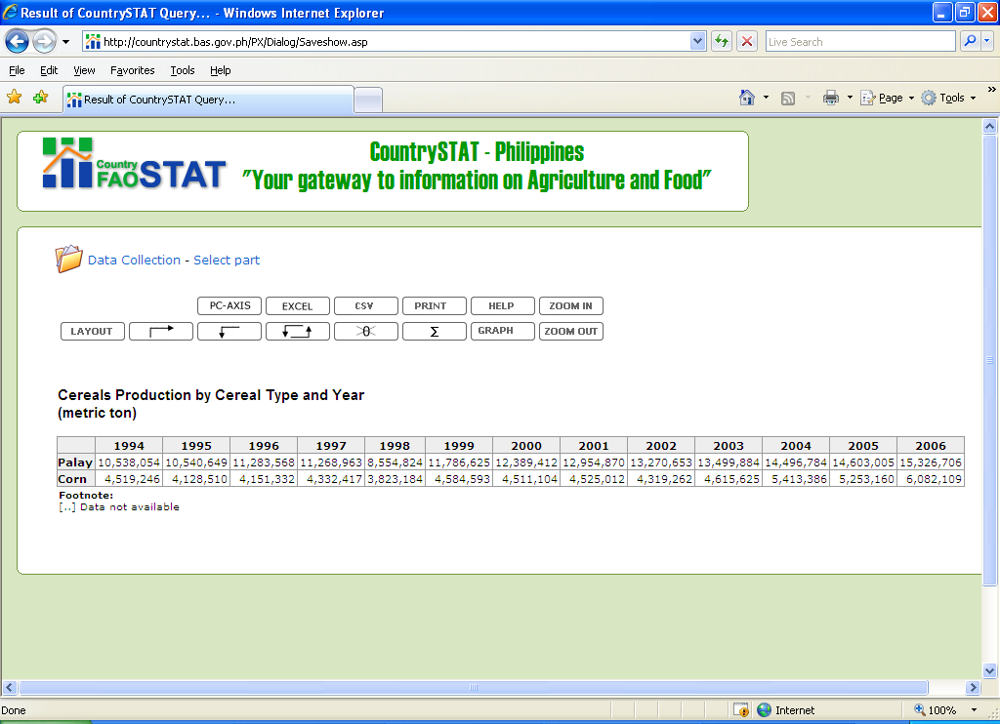 Result of CountrySTAT Query... - Windows Internet Explorer
http://countrystat.bas.gov.ph/PX/Dialog/Saveshow.asp
Live Search
File Edit View Favorites Tools Help
Result of CountrySTAT Query...
Page Tools
Country
FAOSTAT
CountrySTAT - Philippines
"Your gateway to information on Agriculture and Food"
Data Collection - Select part
PC-AXIS EXCEL CSV PRINT HELP ZOOM IN
LAYOUT >0< Σ GRAPH ZOOM OUT
Cereals Production by Cereal Type and Year
(metric ton)
1994 1995 1996 1997 1998 1999 2000 2001 2002 2003 2004 2005 2006
Palay 10,538,054 10,540,649 11,283,568 11,268,963 8,554,824 11,786,625 12,389,412 12,954,870 13,270,653 13,499,884 14,496,784 14,603,005 15,326,706
Corn 4,519,246 4,128,510 4,151,332 4,332,417 3,823,184 4,584,593 4,511,104 4,525,012 4,319,262 4,615,625 5,413,386 5,253,160 6,082,109
Footnote:
[..] Data not available
Done Internet 100%